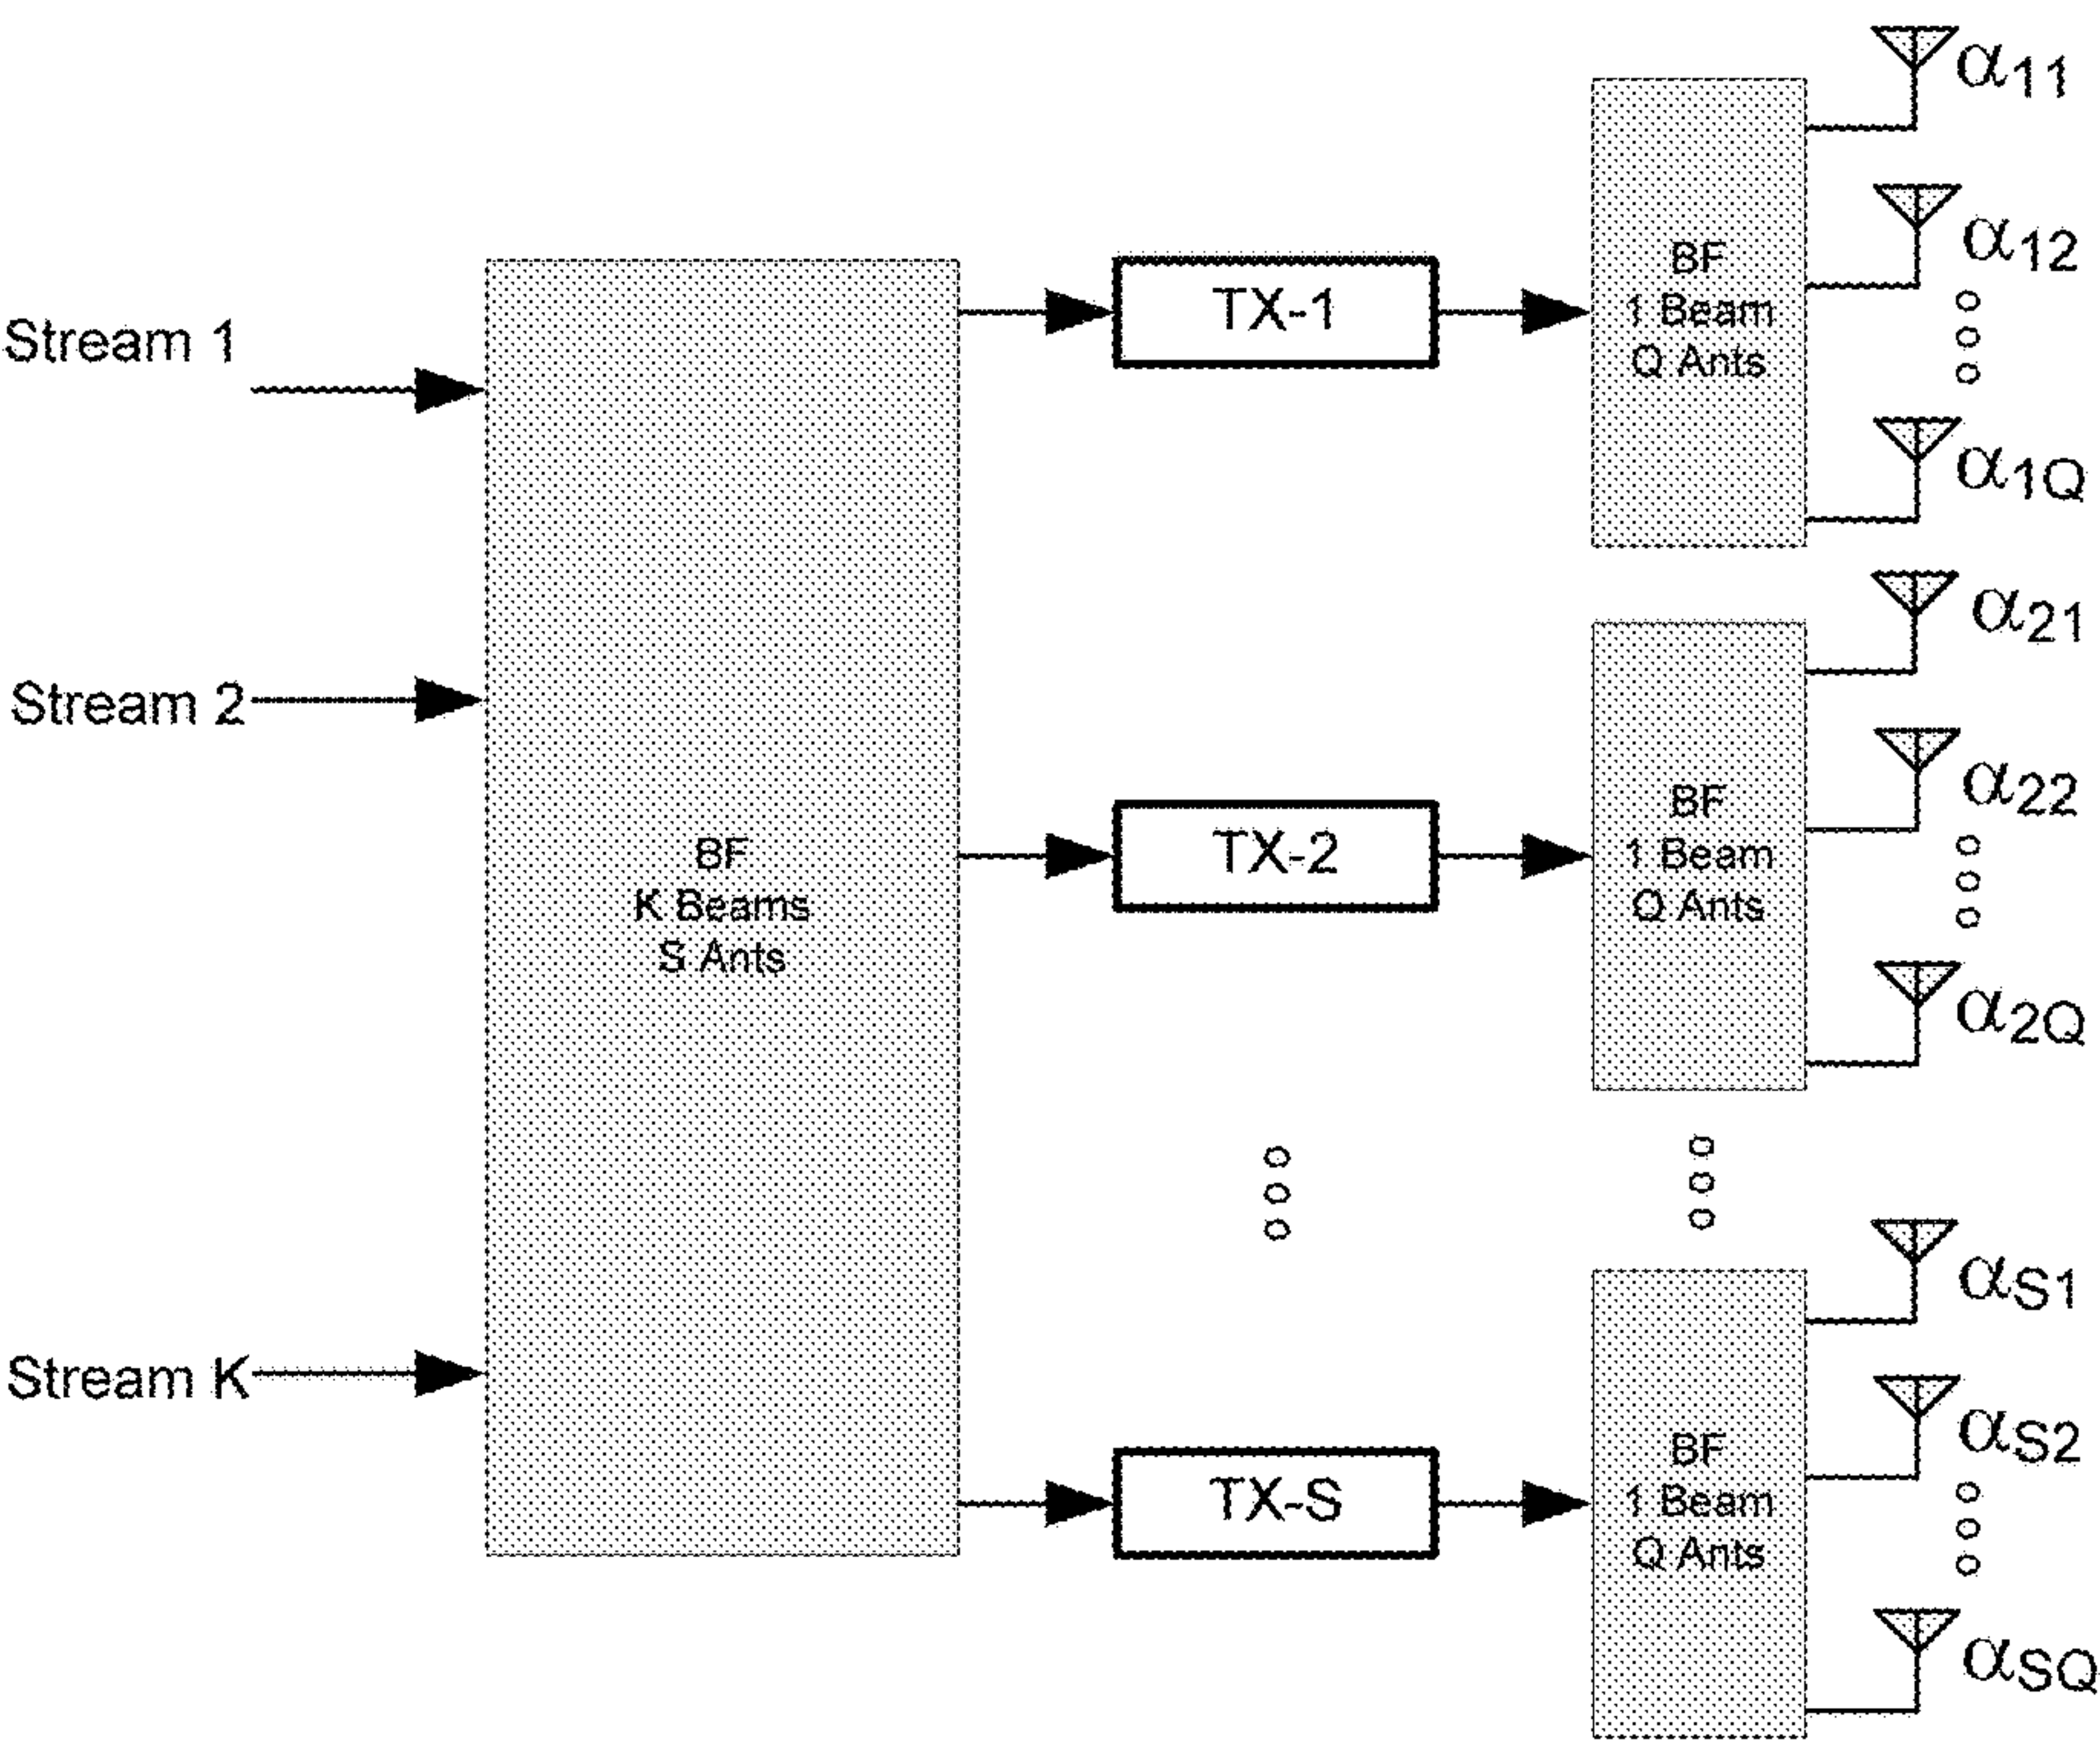 Stream 1
Stream 2
Stream K
BF
K Beams
S Ants
TX-1
TX-2
TX-S
BF
1 Beam
Q Ants
BF
1 Beam
Q Ants
BF
1 Beam
Q Ants
α11
α12
α1Q
α21
α22
α2Q
αS1
αS2
αSQ